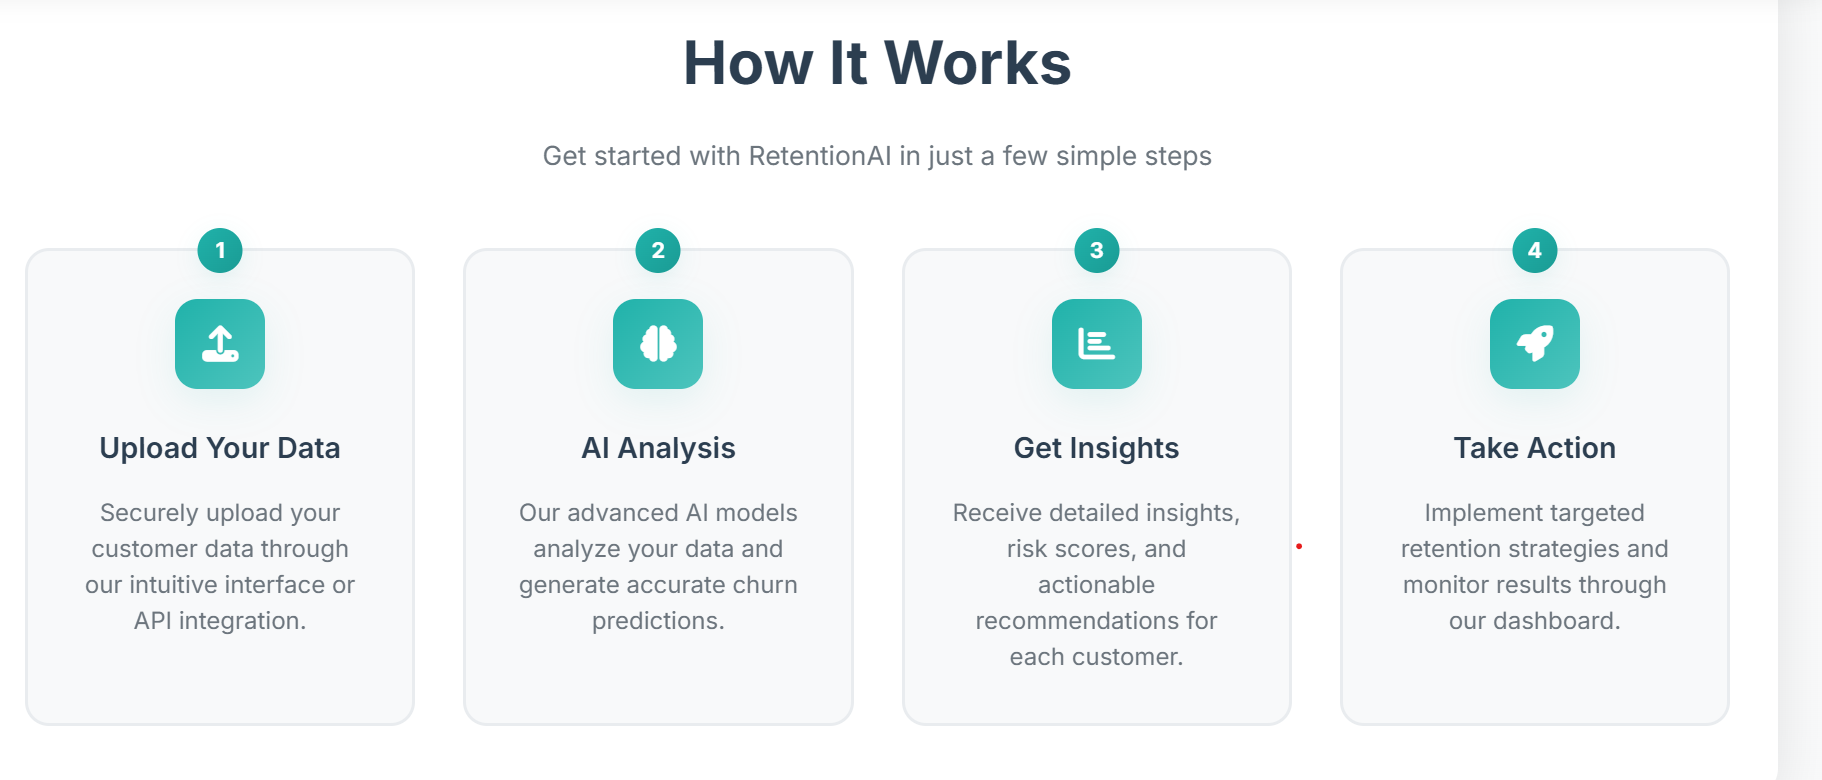 How It Works
Get started with RetentionAI in just a few simple steps
1
Upload Your Data
Securely upload your
customer data through
our intuitive interface or
API integration.
2
AI Analysis
Our advanced AI models
analyze your data and
generate accurate churn
predictions.
3
Get Insights
Receive detailed insights,
risk scores, and
actionable
recommendations for
each customer.
4
Take Action
Implement targeted
retention strategies and
monitor results through
our dashboard.